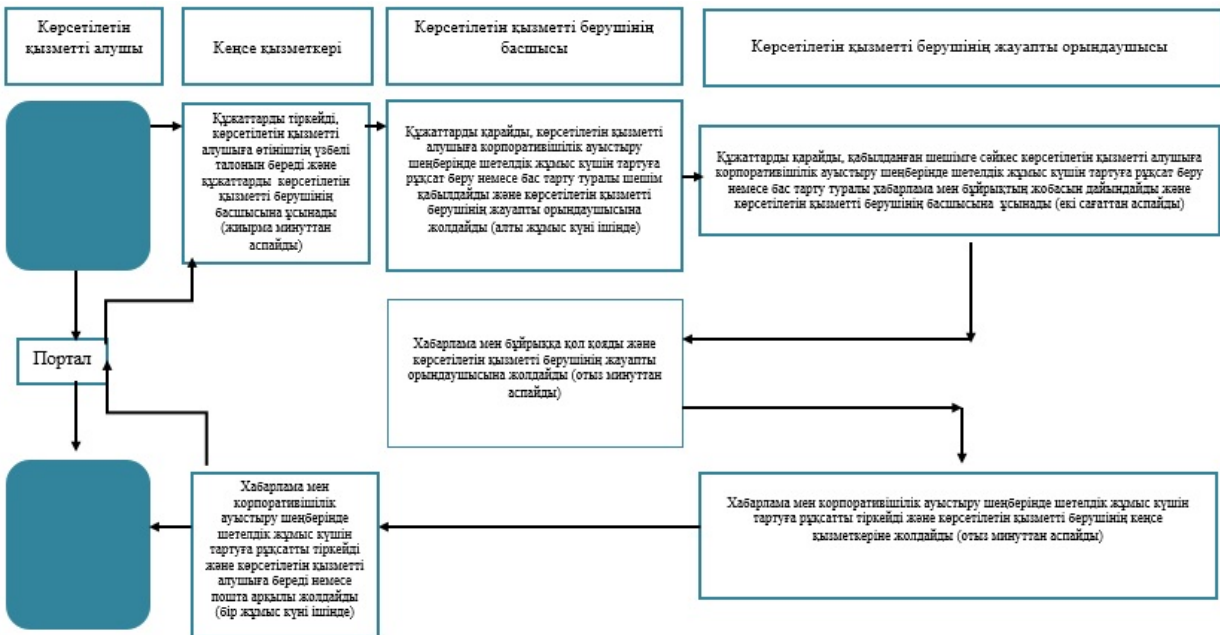 Көрсетілетін
қызметті алушы
Кеңсе қызметкері
Көрсетілетін қызметті берушінің
басшысы
Көрсетілетін қызметті берушінің жауапты орындаушысы
Құжаттарды тіркейді,
көрсетілетін қызметті
алушыға өтініштің үзбелі
талонын береді және
құжаттарды көрсетілетін
қызметті берушінің
басшысына ұсынады
(жиырма минуттан
аспайды)
Құжаттарды қарайды, көрсетілетін қызметті
алушыға корпоративішілік ауыстыру
шеңберінде шетелдік жұмыс күшін тартуға
рұқсат беру немесе бас тарту туралы шешім
қабылдайды және көрсетілетін қызметті
берушінің жауапты орындаушысына
жолдайды (алты жұмыс күні ішінде)
Құжаттарды қарайды, қабылданған шешімге сәйкес көрсетілетін қызметті алушыға
корпоративішілік ауыстыру шеңберінде шетелдік жұмыс күшін тартуға рұқсат беру
немесе бас тарту туралы хабарлама мен бұйрықтың жобасын дайындайды және
көрсетілетін қызметті берушінің басшысына ұсынады (екі сағаттан аспайды)
Портал
Хабарлама мен бұйрыққа қол қояды және
көрсетілетін қызметті берушінің жауапты
орындаушысына жолдайды (отыз минуттан
аспайды)
Хабарлама мен
корпоративішілік
ауыстыру шеңберінде
шетелдік жұмыс күшін
тартуға рұқсатты тіркейді
және көрсетілетін қызметті
алушыға береді немесе
пошта арқылы жолдайды
(бір жұмыс күні ішінде)
Хабарлама мен корпоративішілік ауыстыру шеңберінде шетелдік жұмыс күшін
тартуға рұқсатты тіркейді және көрсетілетін қызметті берушінің кеңсе
қызметкеріне жолдайды (отыз минуттан аспайды)